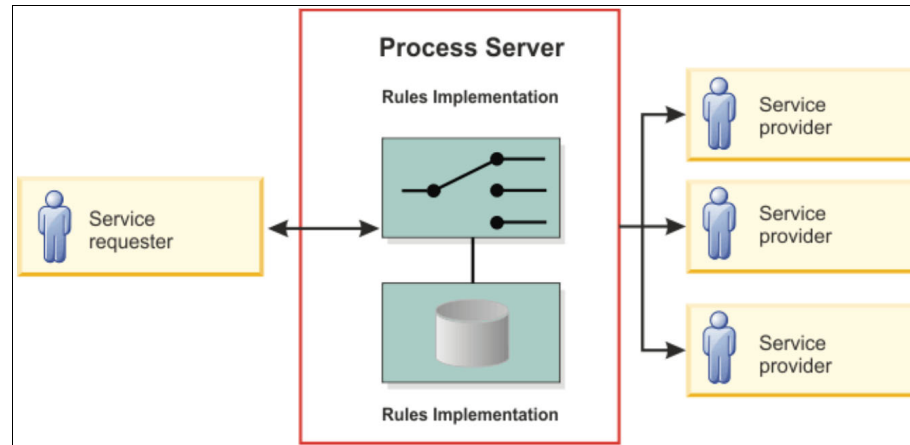 Process Server
Rules Implementation
Service
requester
Rules Implementation
Service
provider
Service
provider
Service
provider